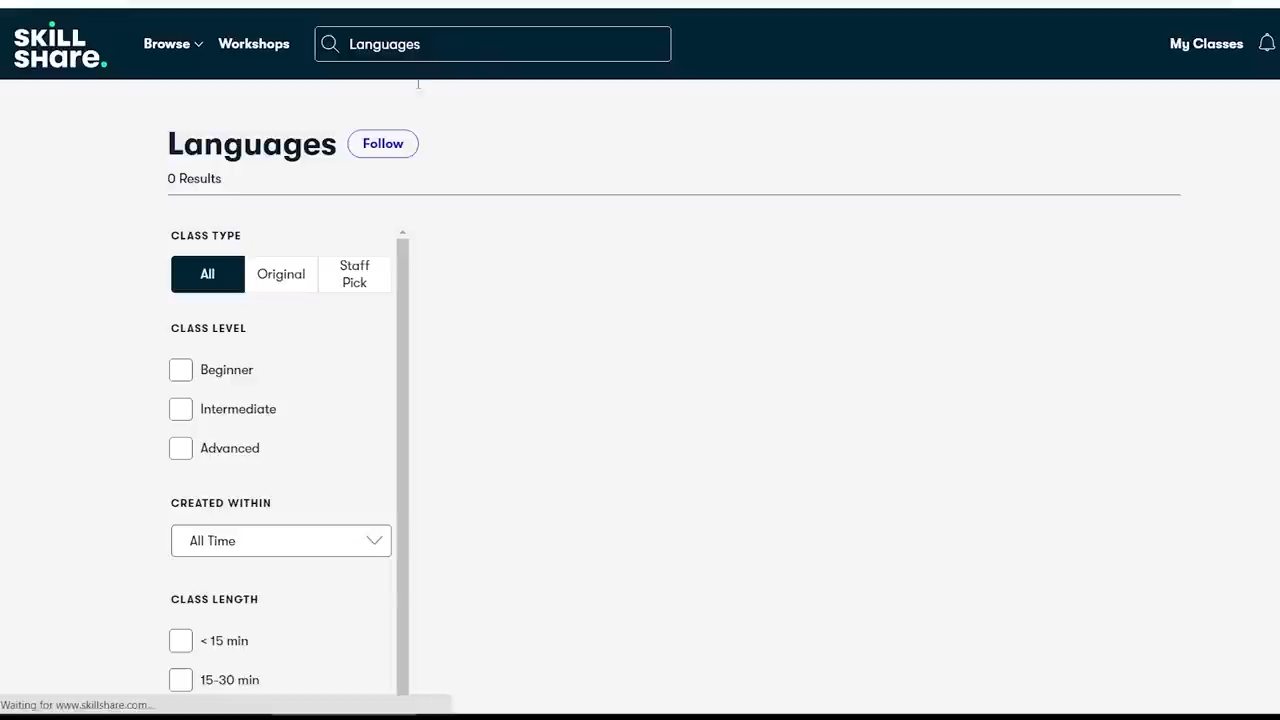 SKILL
SHARE.
Browse
Workshops
Languages
My Classes
Languages
Follow
0 Results
CLASS TYPE
All
Original
Staff
Pick
CLASS LEVEL
Beginner
Intermediate
Advanced
CREATED WITHIN
All Time
CLASS LENGTH
< 15 min
15-30 min
Waiting for www.skillshare.com...